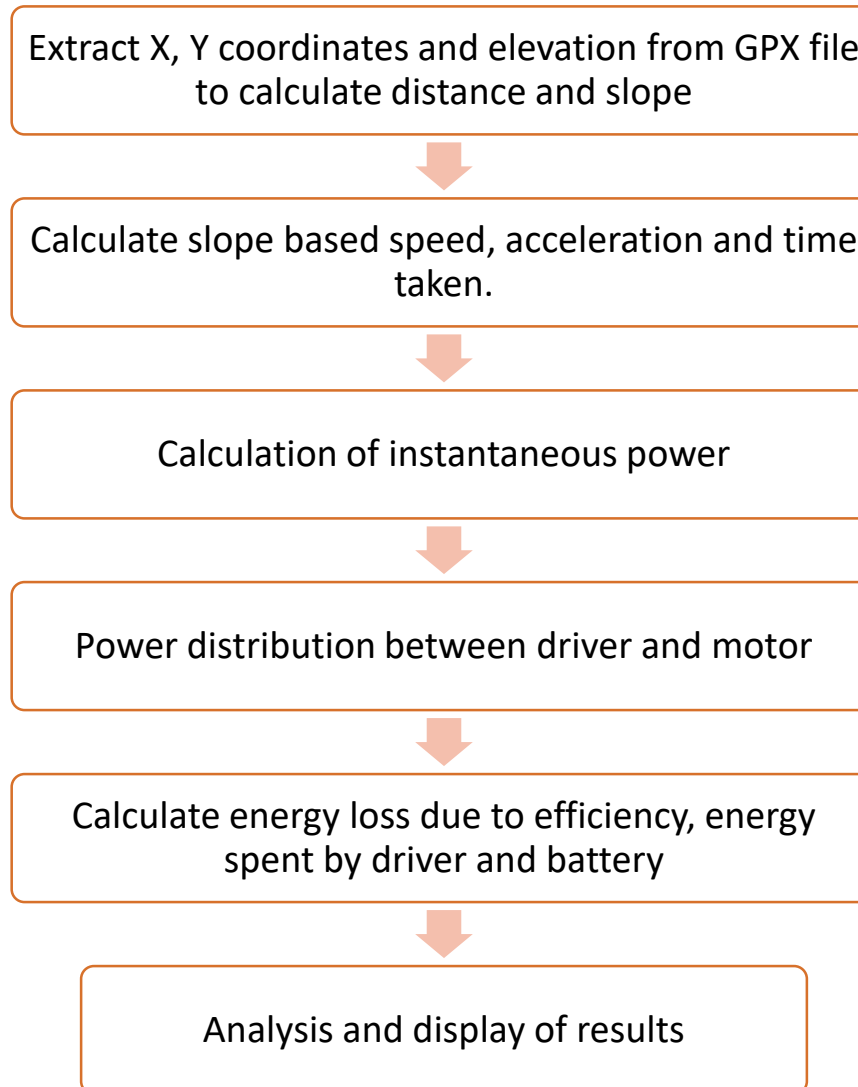 Extract X, Y coordinates and elevation from GPX file
to calculate distance and slope
Calculate slope based speed, acceleration and time
taken.
Calculation of instantaneous power
Power distribution between driver and motor
Calculate energy loss due to efficiency, energy
spent by driver and battery
Analysis and display of results